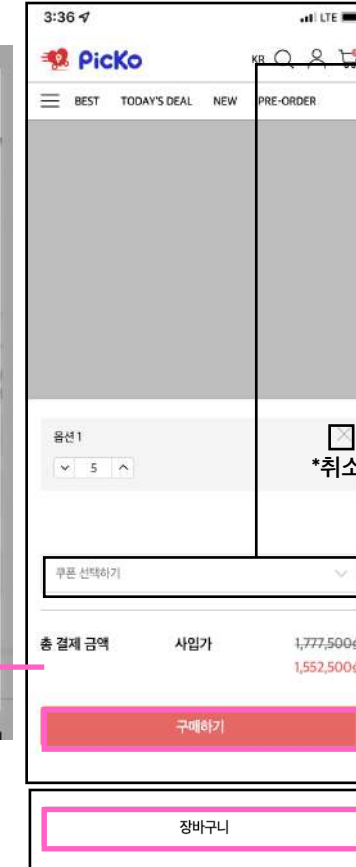 3:36 LTE
PicKo KR
BEST TODAY'S DEAL NEW PRE-ORDER
옵션 1
5
*취소
쿠폰 선택하기
총 결제 금액 사입가 1,777,500
1,552,500
구매하기
장바구니